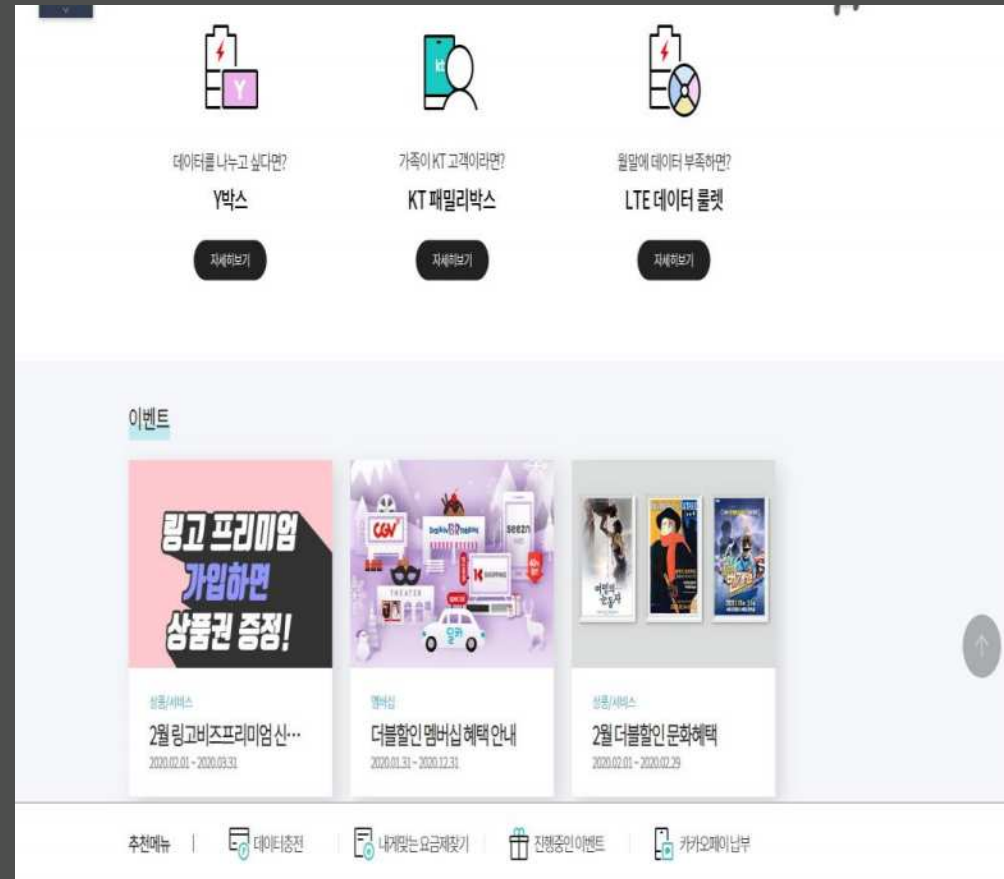 Y
kt
데이터를 나누고 싶다면?
가족이 KT 고객이라면?
월말에 데이터 부족하면?
Y박스
KT 패밀리박스
LTE 데이터 룰렛
자세히보기
자세히보기
자세히보기
이벤트
링고 프리미엄
가입하면
상품권 증정!
CGV
BR
seezn
K SHOPPING
THEATER
달카
상품/서비스
멤버십
상품/서비스
2월 링고비즈프리미엄 신…
더블할인 멤버십 혜택 안내
2월 더블할인 문화혜택
2020.02.01 ~ 2020.03.31
2020.01.31 ~ 2020.12.31
2020.02.01 ~ 2020.02.29
추천메뉴
데이터충전
내게맞는 요금제찾기
진행중인 이벤트
카카오페이 납부